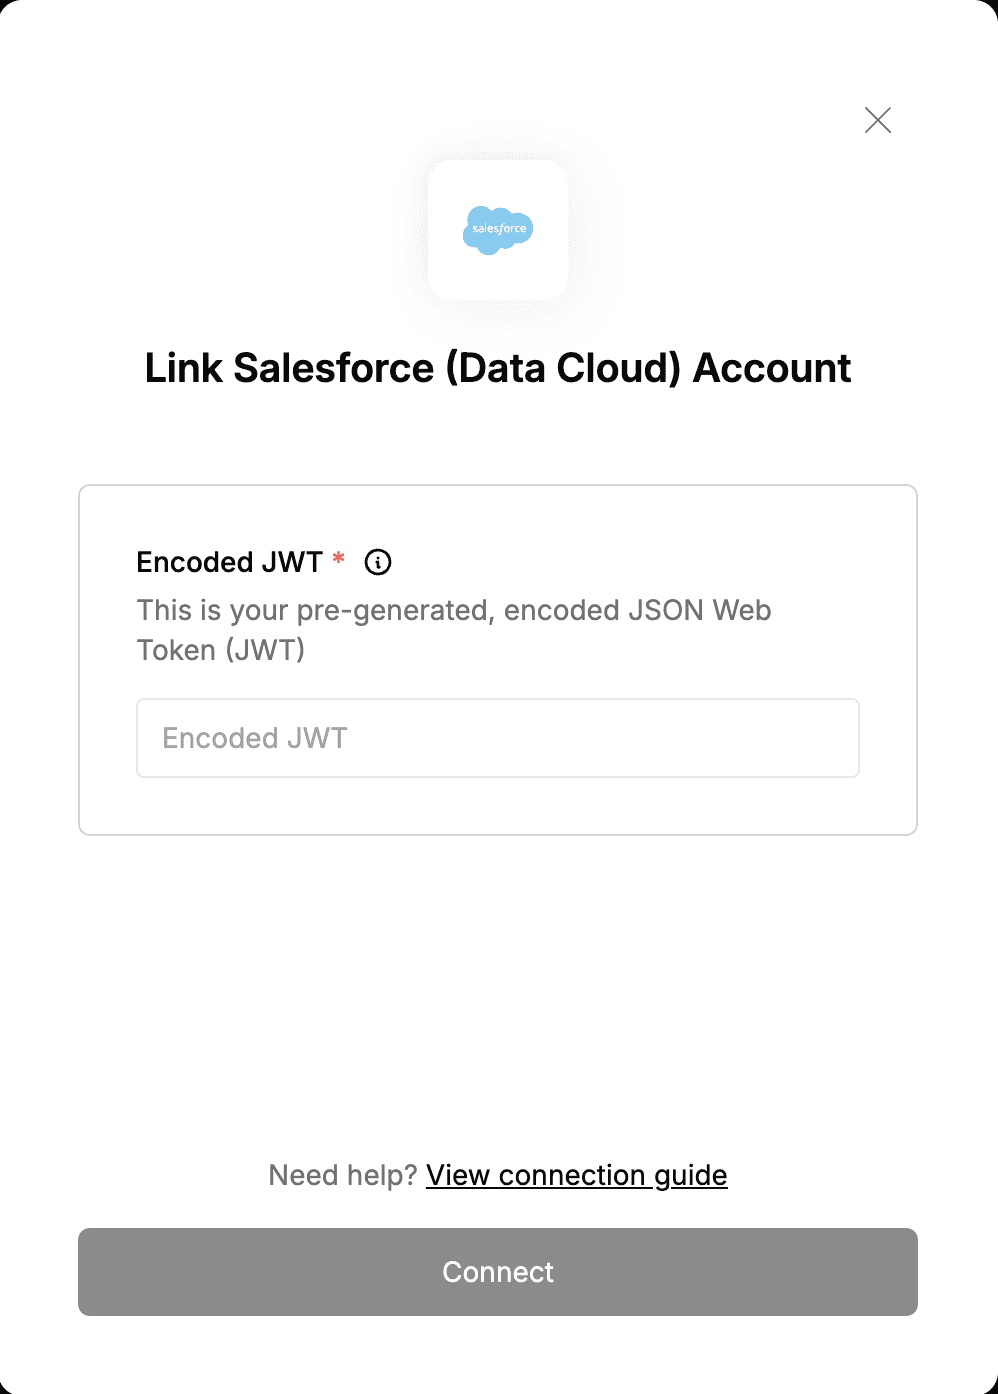 salesforce
Link Salesforce (Data Cloud) Account
Encoded JWT *
This is your pre-generated, encoded JSON Web
Token (JWT)
Encoded JWT
Need help? View connection guide
Connect